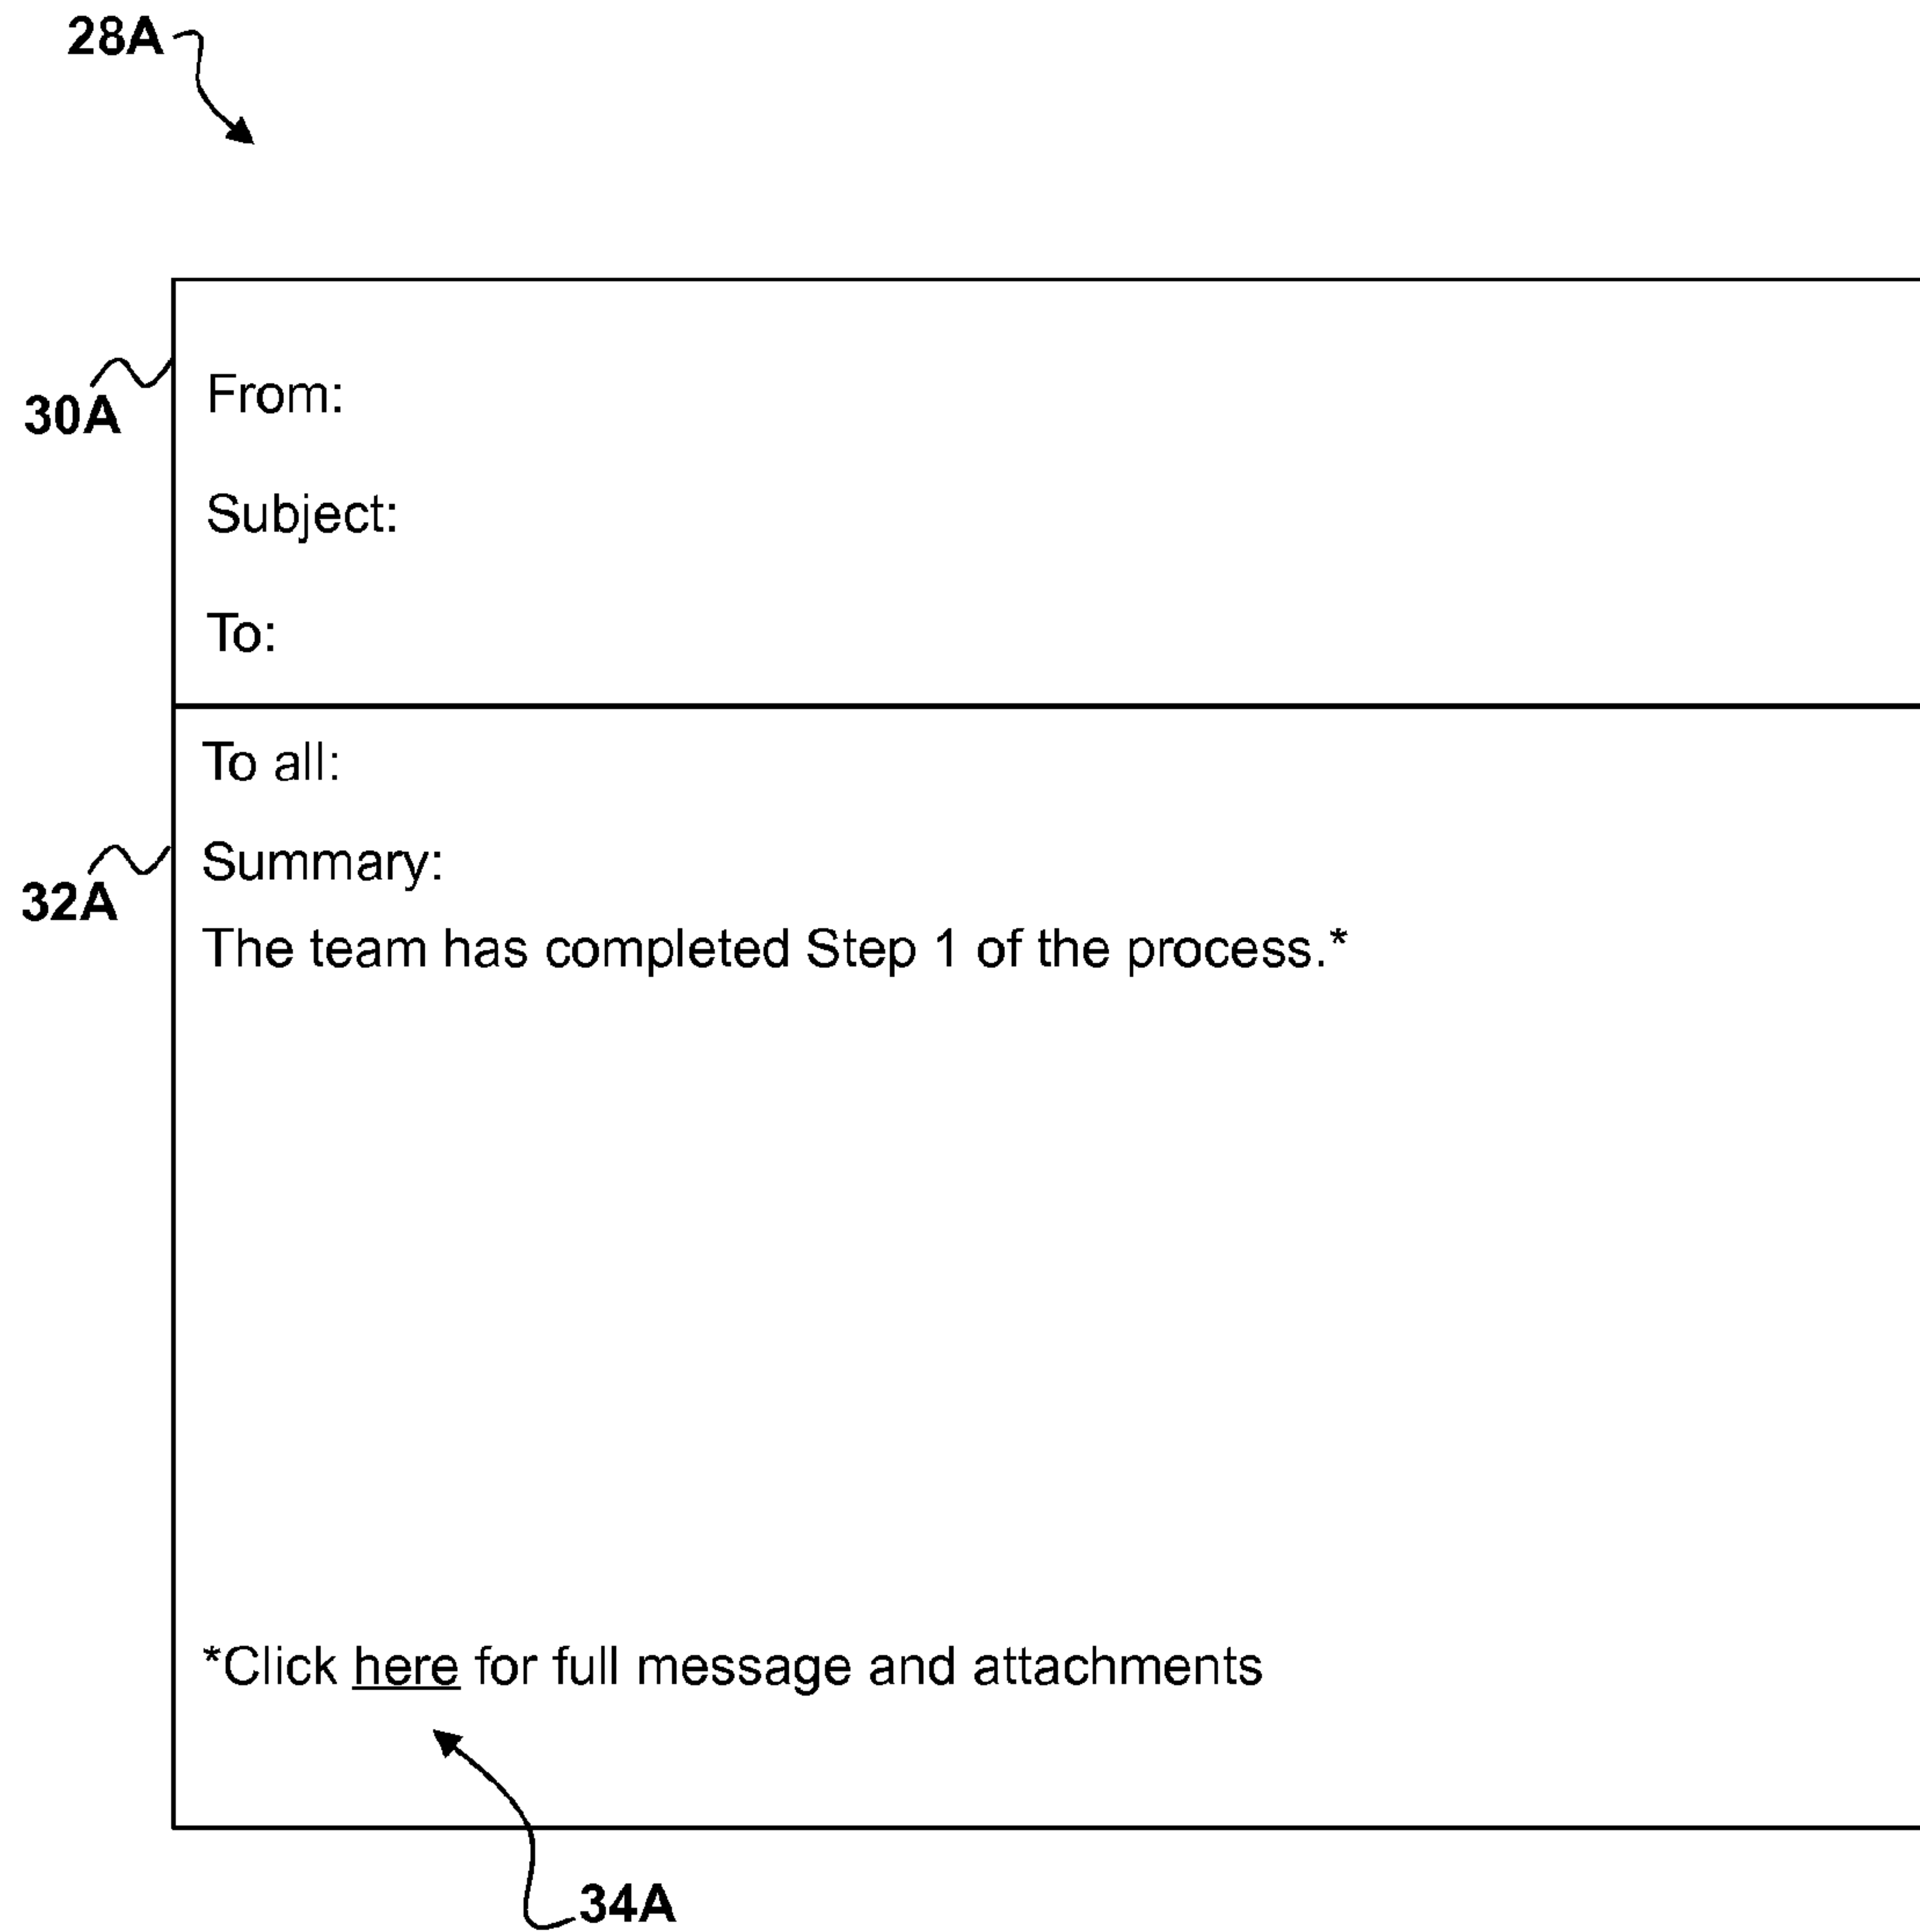 28A
From:
30A
Subject:
To:
To all:
Summary:
32A
The team has completed Step 1 of the process.*
*Click here for full message and attachments
34A